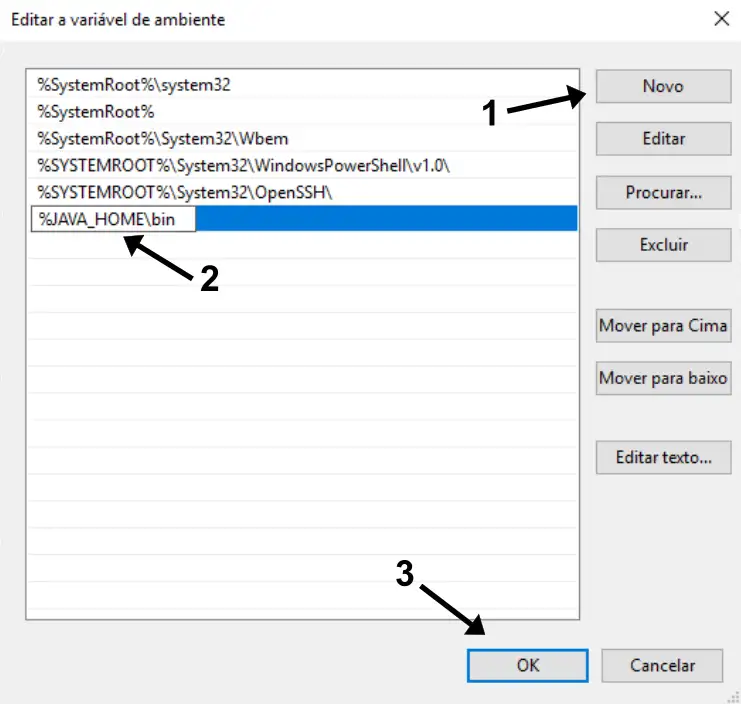 Editar a variável de ambiente
%SystemRoot%\system32
%SystemRoot%
%SystemRoot%\System32\Wbem
%SYSTEMROOT%\System32\WindowsPowerShell\v1.0\
%SYSTEMROOT%\System32\OpenSSH\
%JAVA_HOME\bin
1
2
3
Novo
Editar
Procurar...
Excluir
Mover para Cima
Mover para baixo
Editar texto...
OK
Cancelar